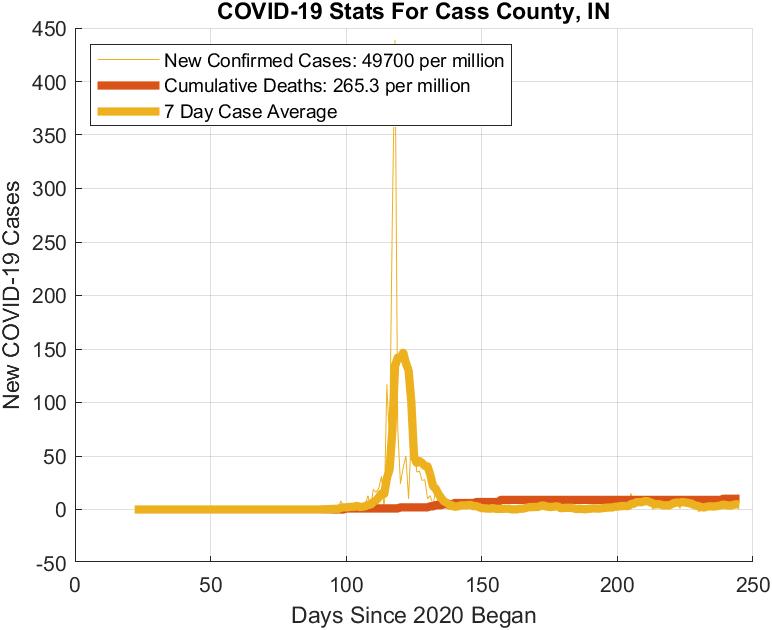 COVID-19 Stats For Cass County, IN
450
400
350
300
250
200
150
100
50
0
-50
New COVID-19 Cases
New Confirmed Cases: 49700 per million
Cumulative Deaths: 265.3 per million
7 Day Case Average
0 50 100 150 200 250
Days Since 2020 Began